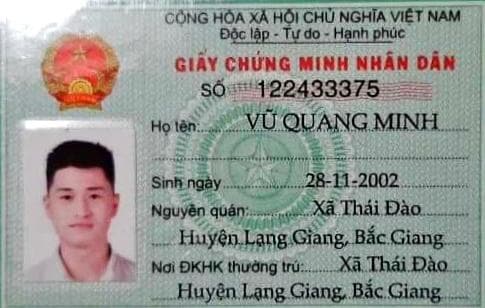 CỘNG HÒA XÃ HỘI CHỦ NGHĨA VIỆT NAM
Độc lập - Tự do - Hạnh phúc
GIẤY CHỨNG MINH NHÂN DÂN
SỐ 122433375
Họ tên VŨ QUANG MINH
Sinh ngày 28-11-2002
Nguyên quán: Xã Thái Đào
Huyện Lạng Giang, Bắc Giang
Nơi ĐKHK thường trú: Xã Thái Đào
Huyện Lạng Giang, Bắc Giang